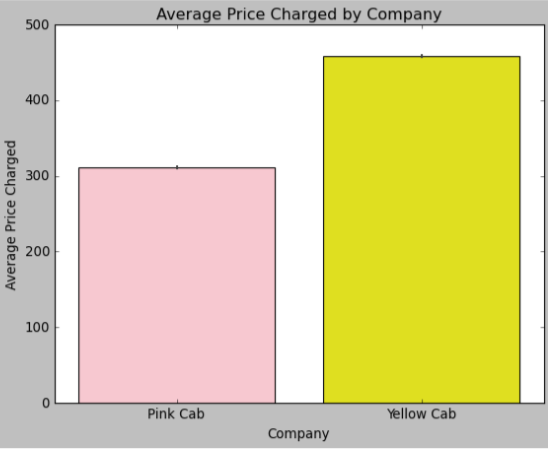 Average Price Charged by Company
500
400
300
200
100
0
Average Price Charged
Pink Cab
Yellow Cab
Company